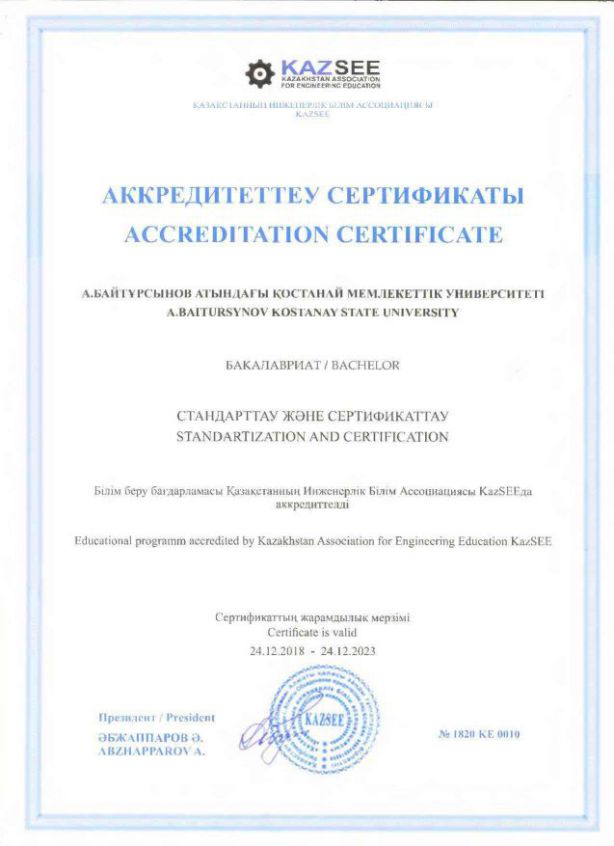 KAZSEE
KAZAKHSTAN ASSOCIATION
FOR ENGINEERING EDUCATION
ҚАЗАҚСТАННЫҢ ИНЖЕНЕРЛІК БІЛІМ АССОЦИАЦИЯСЫ
KAZSEE
АККРЕДИТЕТТЕУ СЕРТИФИКАТЫ
ACCREDITATION CERTIFICATE
А.БАЙТҰРСЫНОВ АТЫНДАҒЫ ҚОСТАНАЙ МЕМЛЕКЕТТІК УНИВЕРСИТЕТІ
A.BAITURSYNOV KOSTANAY STATE UNIVERSITY
БАКАЛАВРИАТ / BACHELOR
СТАНДАРТТАУ ЖӘНЕ СЕРТИФИКАТТАУ
STANDARTIZATION AND CERTIFICATION
Білім беру бағдарламасы Қазақстанның Инженерлік Білім Ассоциациясы KazSEEда
аккредиттелді
Educational programm accredited by Kazakhstan Association for Engineering Education KazSEE
Сертификаттың жарамдылық мерзімі
Certificate is valid
24.12.2018 - 24.12.2023
Президент / President
ӘБЖАППАРОВ Ә.
ABZHAPPAROV A.
KAZSEE
№ 1820 KE 0010